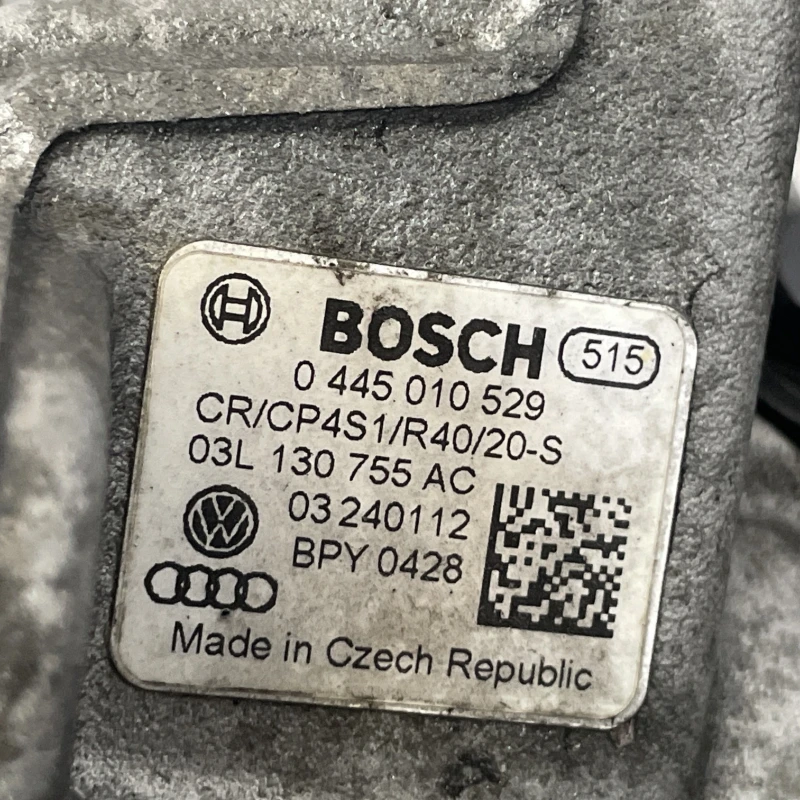 BOSCH 515
0 445 010 529
CR/CP4S1/R40/20-S
03L 130 755 AC
03 240112
BPY 0428
Made in Czech Republic